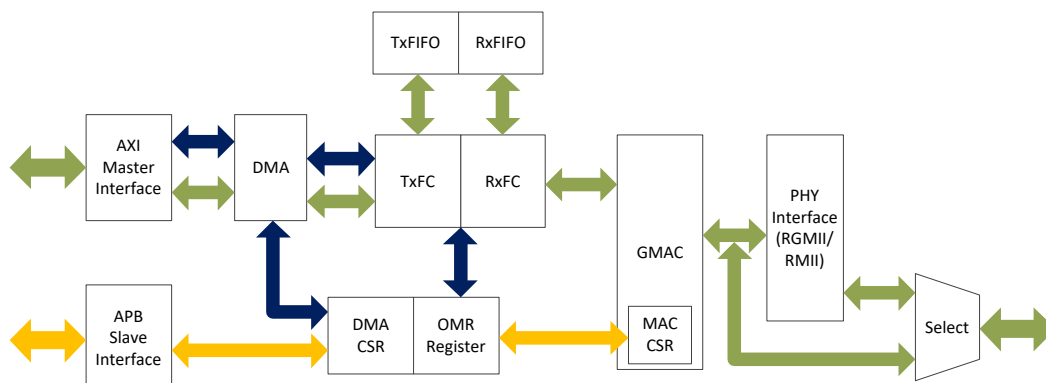 TxFIFO
RxFIFO
AXI
Master
Interface
DMA
TxFC
RxFC
GMAC
PHY
Interface
(RGMII/
RMII)
APB
Slave
Interface
DMA
CSR
OMR
Register
MAC
CSR
Select